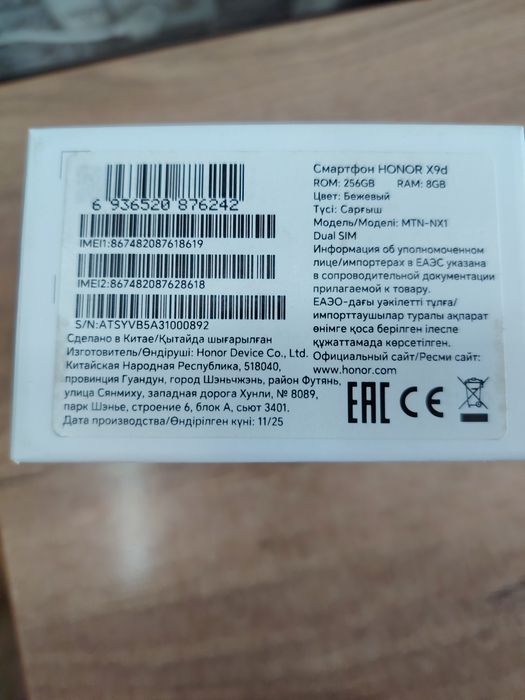 6 936520 876242
IMEI1:867482087618619
IMEI2:867482087628618
S/N:ATSYVB5A31000892
Сделано в Китае/Қытайда шығарылған
Изготовитель/Өндіруші: Honor Device Co., Ltd.
Китайская Народная Республика, 518040,
провинция Гуандун, город Шэньчжэнь, район Футянь,
улица Сянмиху, западная дорога Хунли, № 8089,
парк Шэнье, строение 6, блок А, сьют 3401.
Дата производства/Өндірілген күні: 11/25
Смартфон HONOR X9d
ROM: 256GB RAM: 8GB
Цвет: Бежевый
Түсі: Сарғыш
Модель/Моделі: MTN-NX1
Dual SIM
Информация об уполномоченном
лице/импортерах в ЕАЭС указана
в сопроводительной документации
прилагаемой к товару.
ЕАЭО-дағы уәкілетті тұлға/
импорттаушылар туралы ақпарат
өнімге қоса берілген ілеспе
құжаттамада көрсетілген.
Официальный сайт/Ресми сайт:
www.honor.com
EAC CE